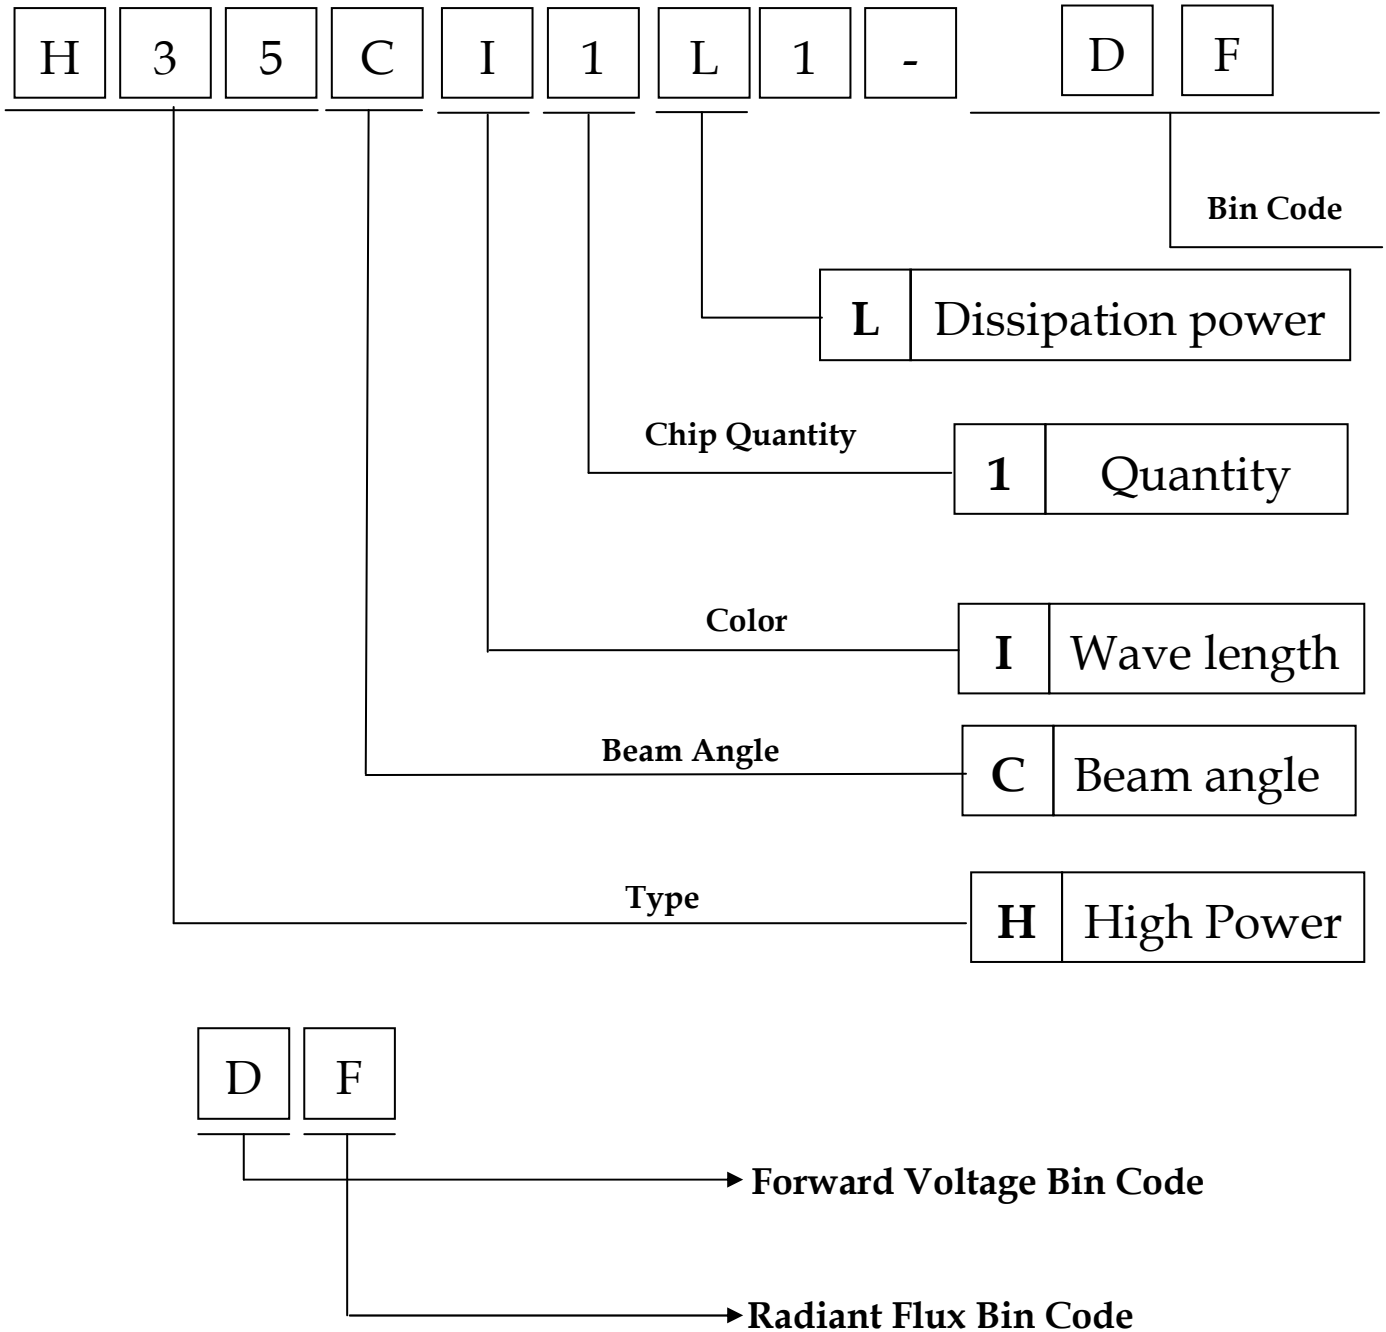 H 3 5 C I 1 L 1 - D F
Bin Code
L Dissipation power
Chip Quantity
1 Quantity
Color
I Wave length
Beam Angle
C Beam angle
Type
H High Power
D F
Forward Voltage Bin Code
Radiant Flux Bin Code